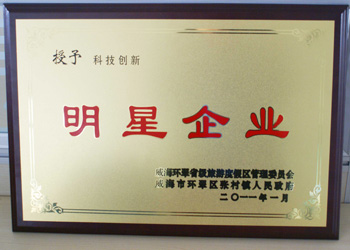 授予 科技创新
明星企业
威海环翠省级旅游度假区管理委员会
威海市环翠区张村镇人民政府
二〇一一年一月